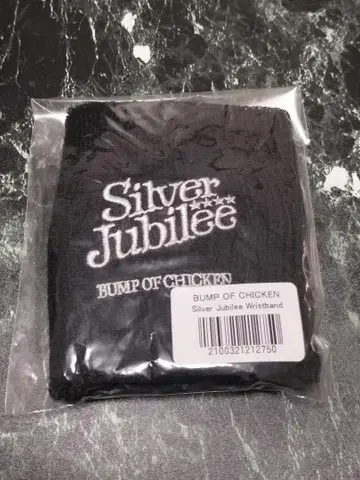 Silver
Jubilee
BUMP OF CHICKEN
BUMP OF CHICKEN
Silver Jubilee Wristband
2100321212750